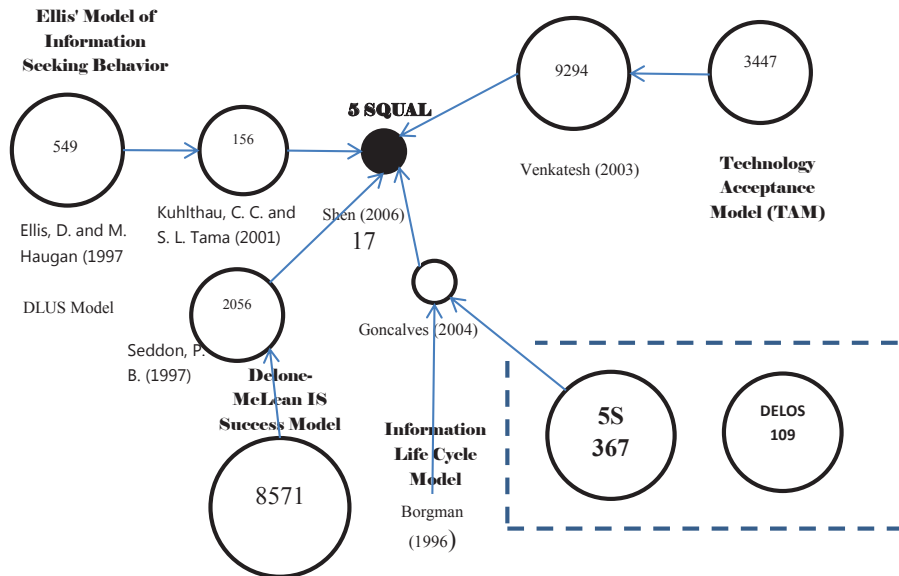 Ellis' Model of
Information
Seeking Behavior
549
156
5 SQUAL
9294
3447
Venkatesh (2003)
Technology
Acceptance
Model (TAM)
Ellis, D. and M.
Haugan (1997
Kuhlthau, C. C. and
S. L. Tama (2001)
Shen (2006)
17
DLUS Model
2056
Goncalves (2004)
Seddon, P.
B. (1997)
Delone-
McLean IS
Success Model
8571
Information
Life Cycle
Model
Borgman
(1996)
5S
367
DELOS
109